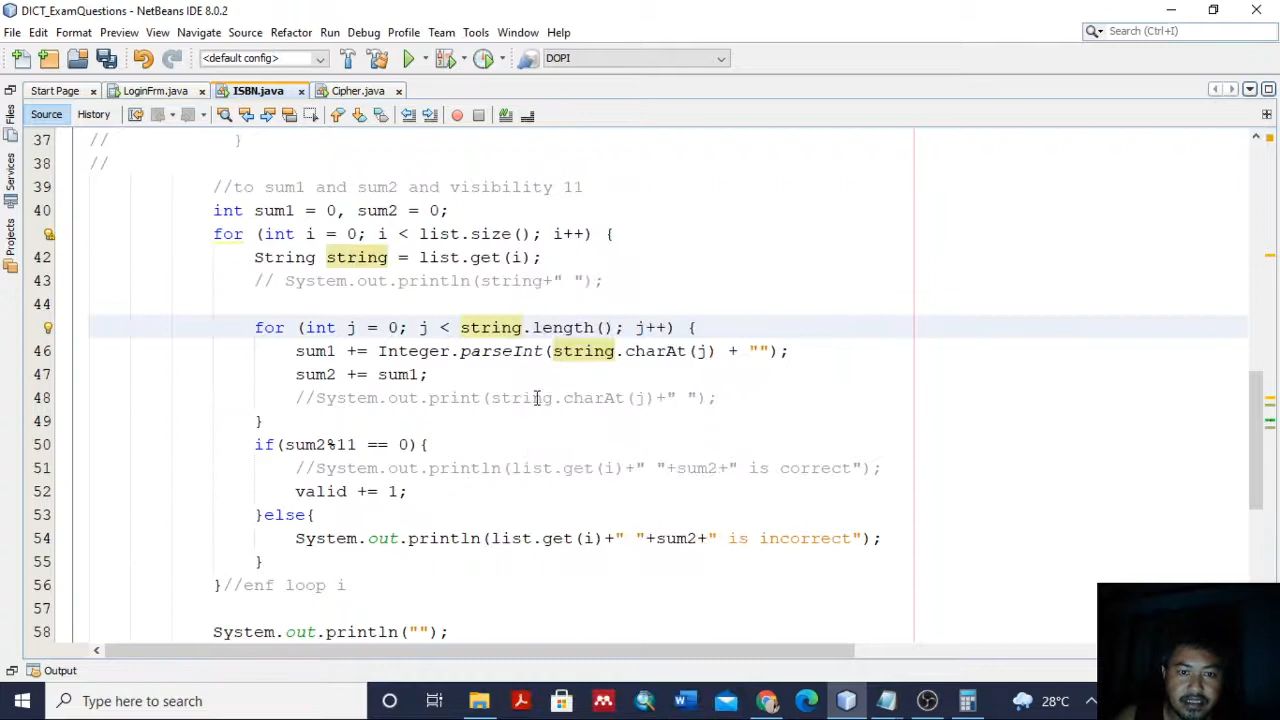 DICT_ExamQuestions - NetBeans IDE 8.0.2
File Edit Format Preview View Navigate Source Refactor Run Debug Profile Team Tools Window Help
Search (Ctrl+I)
<default config>
DOPI
Start Page
LoginFrm.java
ISBN.java
Cipher.java
Source
History
Files
Services
Projects
37 // }
38 //
39 //to sum1 and sum2 and visibility 11
40 int sum1 = 0, sum2 = 0;
for (int i = 0; i < list.size(); i++) {
42 String string = list.get(i);
43 // System.out.println(string+" ");
44
for (int j = 0; j < string.length(); j++) {
46 sum1 += Integer.parseInt(string.charAt(j) + "");
47 sum2 += sum1;
48 //System.out.print(string.charAt(j)+" ");
49 }
50 if(sum2%11 == 0){
51 //System.out.println(list.get(i)+" "+sum2+" is correct");
52 valid += 1;
53 }else{
54 System.out.println(list.get(i)+" "+sum2+" is incorrect");
55 }
56 }//enf loop i
57
58 System.out.println("");
Output
Type here to search
28°C